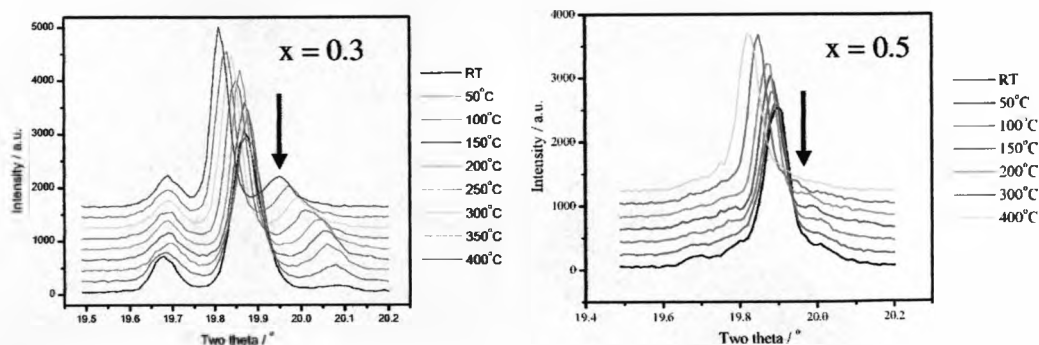 x = 0.3
Intensity / a.u.
5000
4000
3000
2000
1000
0
19.5
19.6
19.7
19.8
19.9
20.0
20.1
20.2
Two theta / °
RT
50°C
100°C
150°C
200°C
250°C
300°C
350°C
400°C
x = 0.5
Intensity / a.u.
4000
3000
2000
1000
0
19.4
19.6
19.8
20.0
20.2
Two theta / °
RT
50°C
100°C
150°C
200°C
300°C
400°C